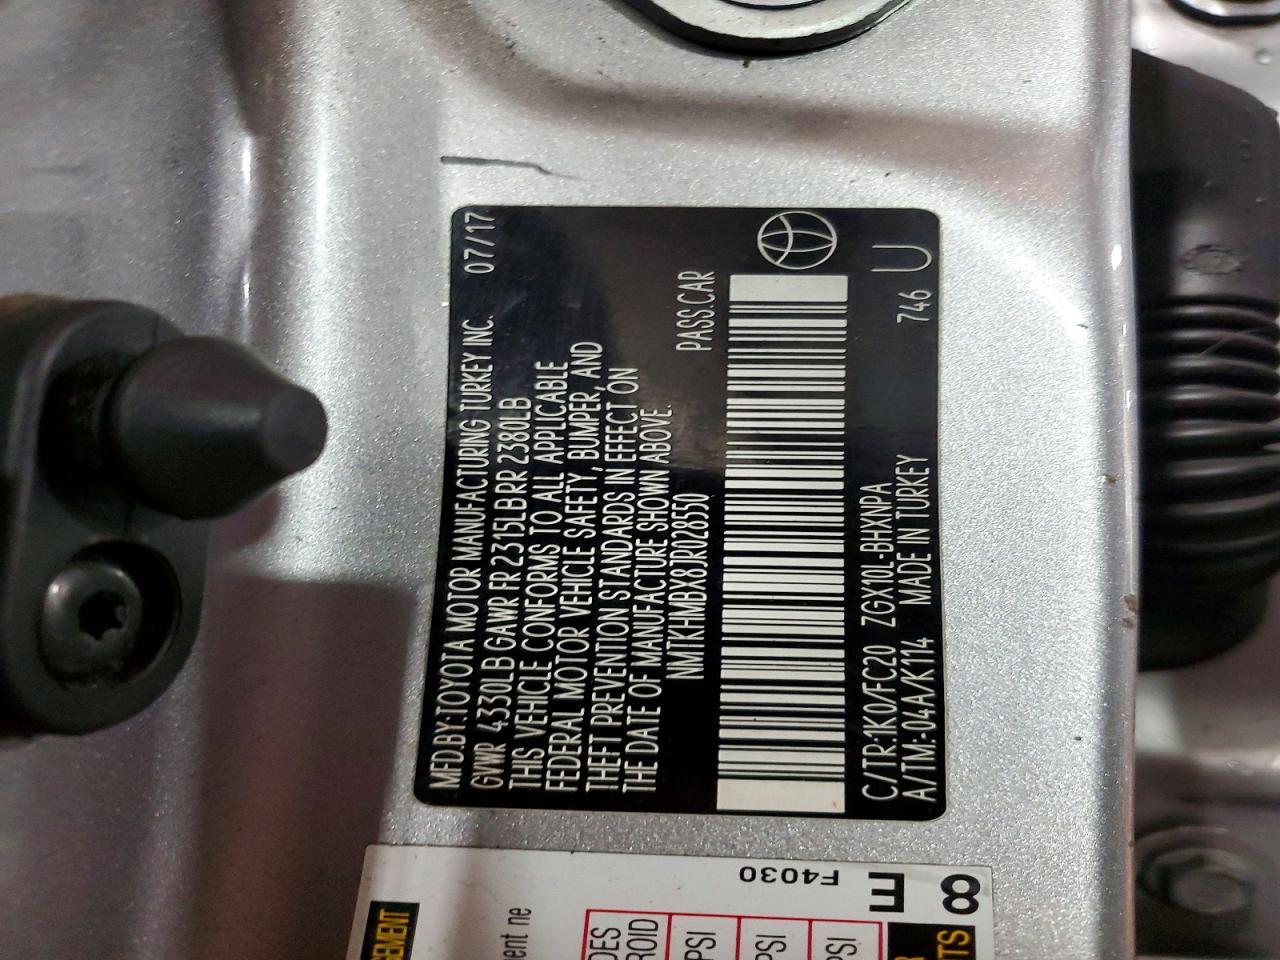 MFD.BY:TOYOTA MOTOR MANUFACTURING TURKEY INC. 07/17
GVWR 4330LB GAWR FR 2315LB RR 2380LB
THIS VEHICLE CONFORMS TO ALL APPLICABLE
FEDERAL MOTOR VEHICLE SAFETY, BUMPER, AND
THEFT PREVENTION STANDARDS IN EFFECT ON
THE DATE OF MANUFACTURE SHOWN ABOVE.
NMTKHMBX8JR028550 PASS.CAR
C/TR:1K0/FC20 ZGX10L-BHXNPA 746 U
A/TM:-04A/K114 MADE IN TURKEY
F4030
E
8
PSI
PSI
PSI